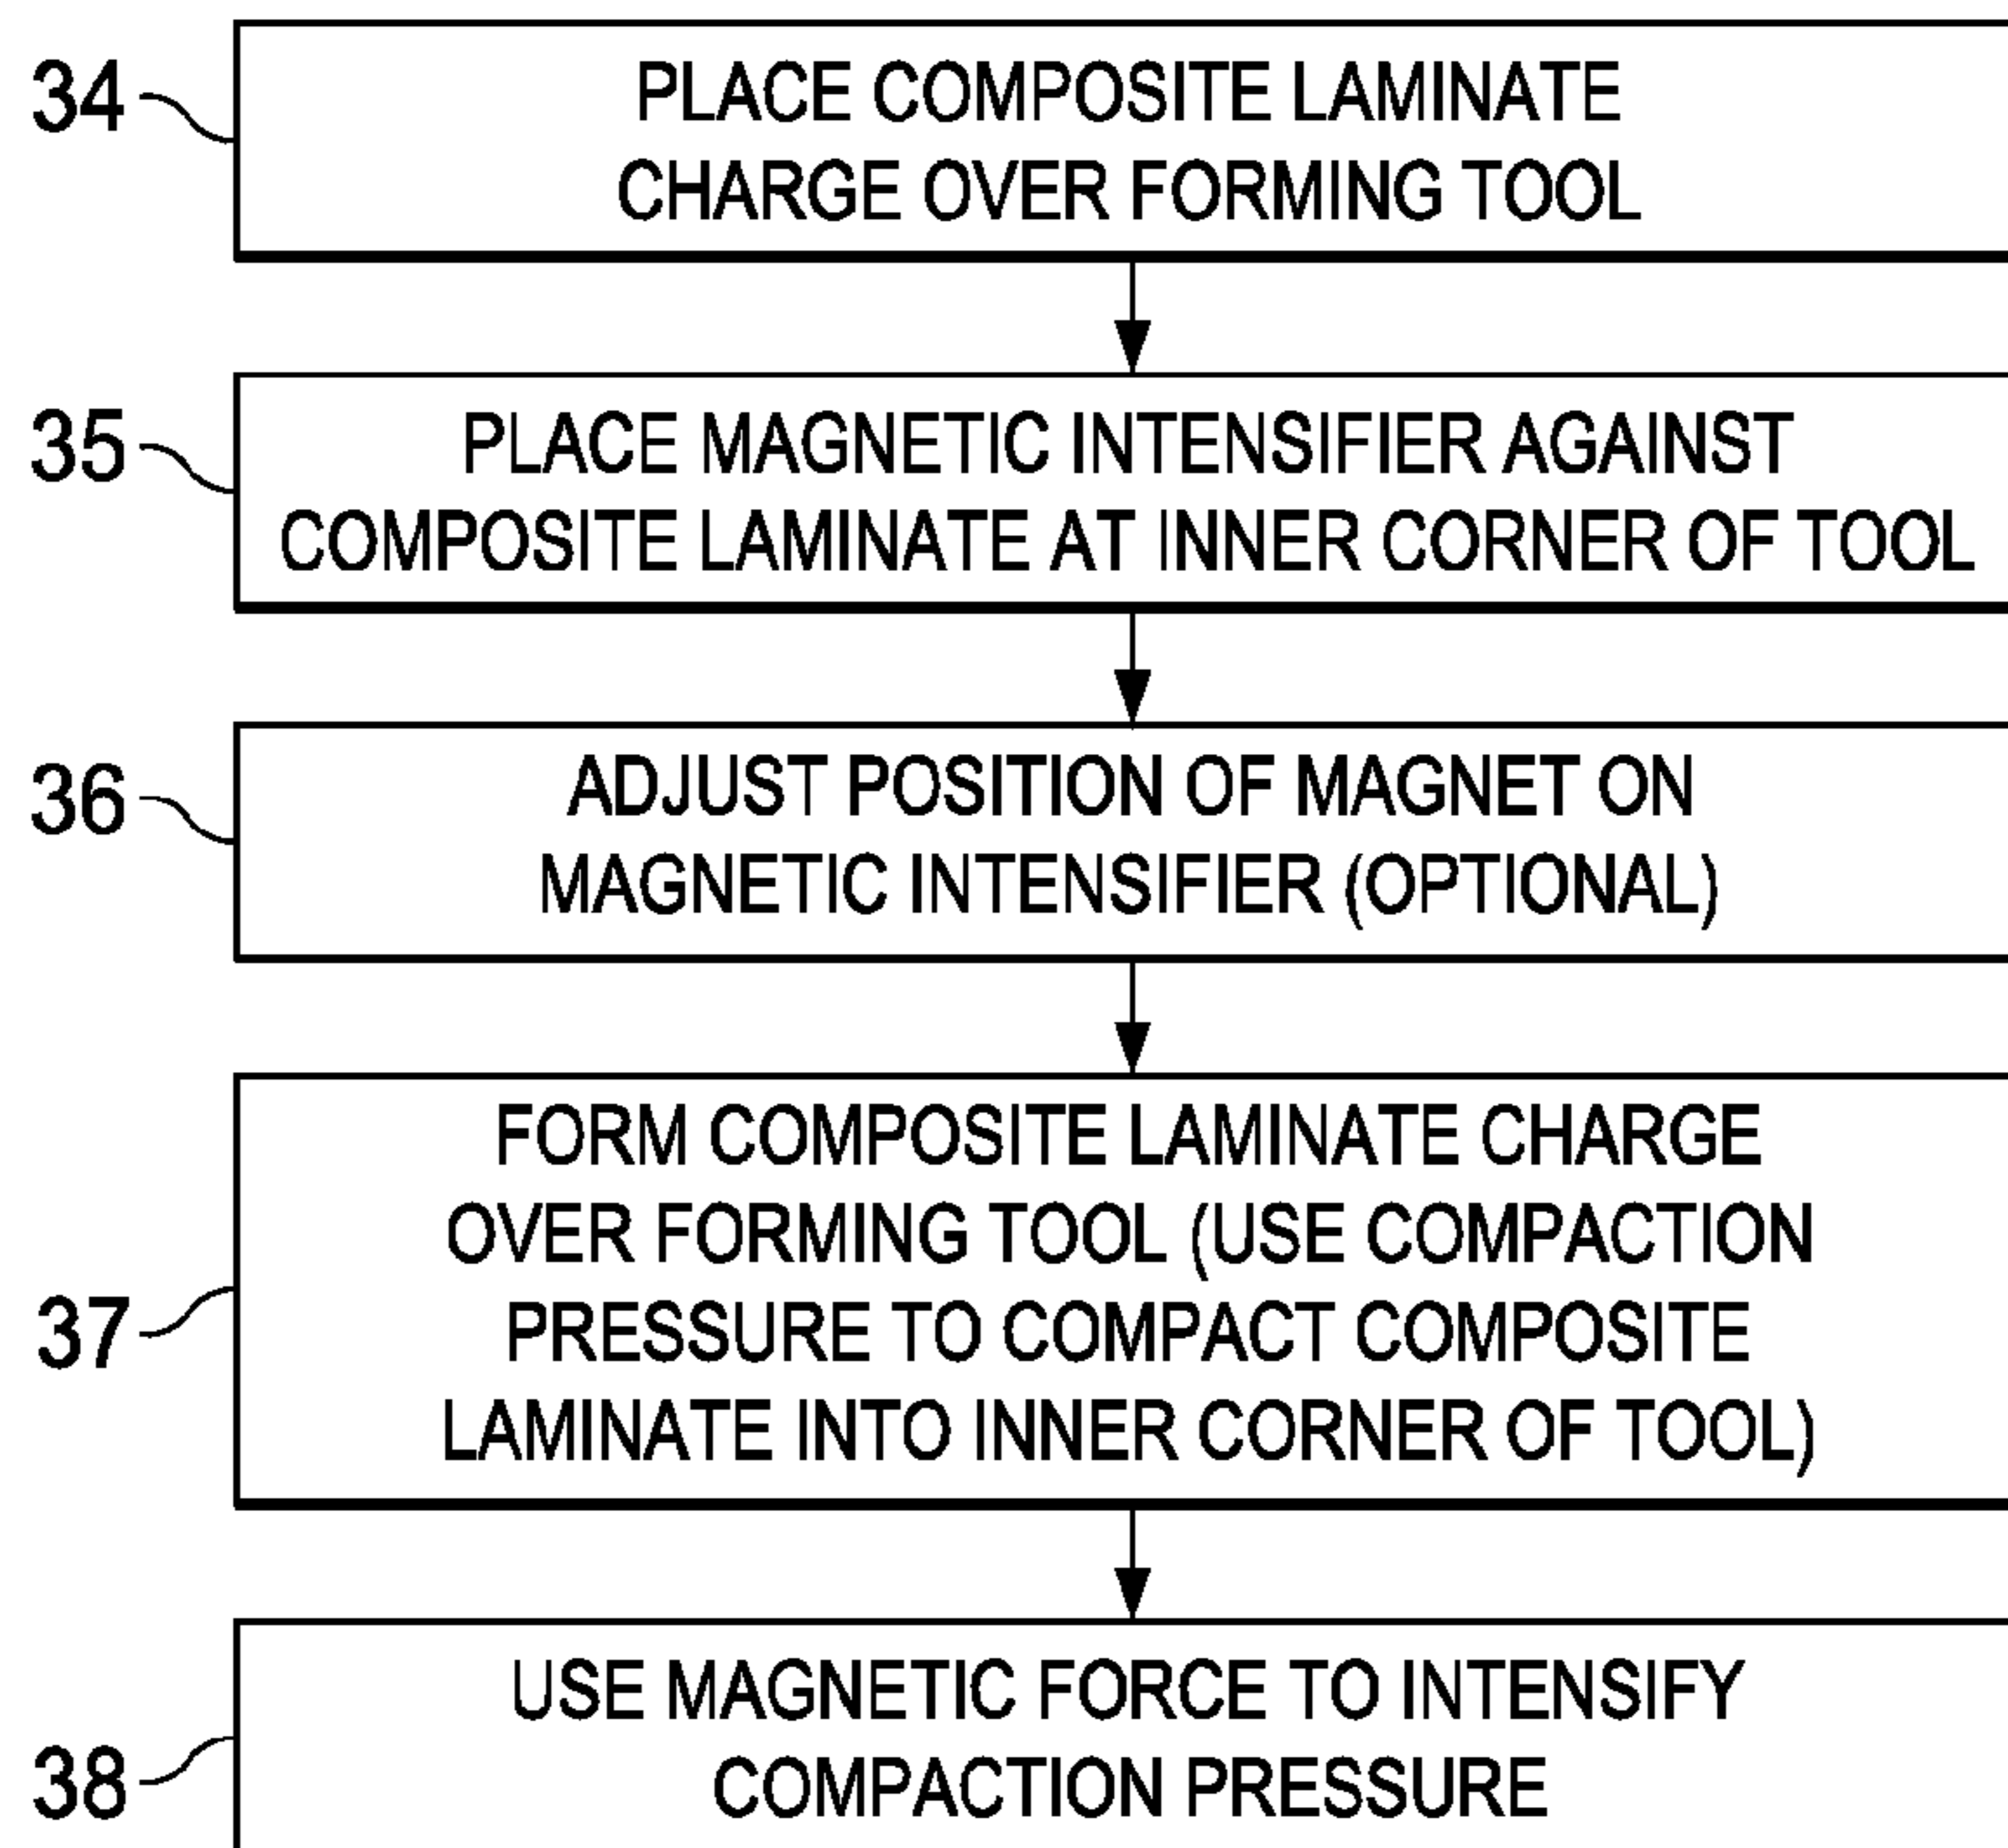 34
PLACE COMPOSITE LAMINATE
CHARGE OVER FORMING TOOL
35
PLACE MAGNETIC INTENSIFIER AGAINST
COMPOSITE LAMINATE AT INNER CORNER OF TOOL
36
ADJUST POSITION OF MAGNET ON
MAGNETIC INTENSIFIER (OPTIONAL)
37
FORM COMPOSITE LAMINATE CHARGE
OVER FORMING TOOL (USE COMPACTION
PRESSURE TO COMPACT COMPOSITE
LAMINATE INTO INNER CORNER OF TOOL)
38
USE MAGNETIC FORCE TO INTENSIFY
COMPACTION PRESSURE